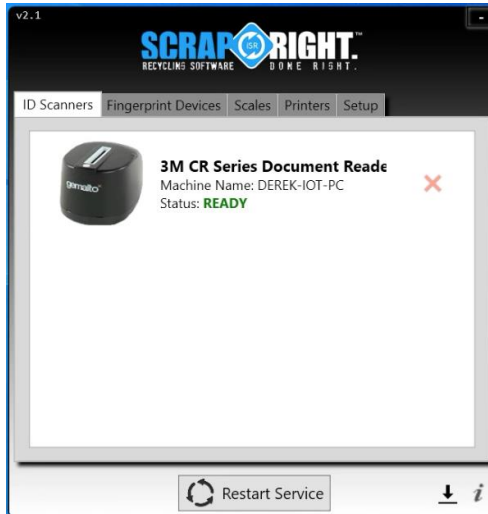 v2.1
-
SCRAP ISR RIGHT.™
RECYCLING SOFTWARE DONE RIGHT.
ID Scanners Fingerprint Devices Scales Printers Setup
gemalto
3M CR Series Document Reade
Machine Name: DEREK-IOT-PC
Status: READY
Restart Service
i